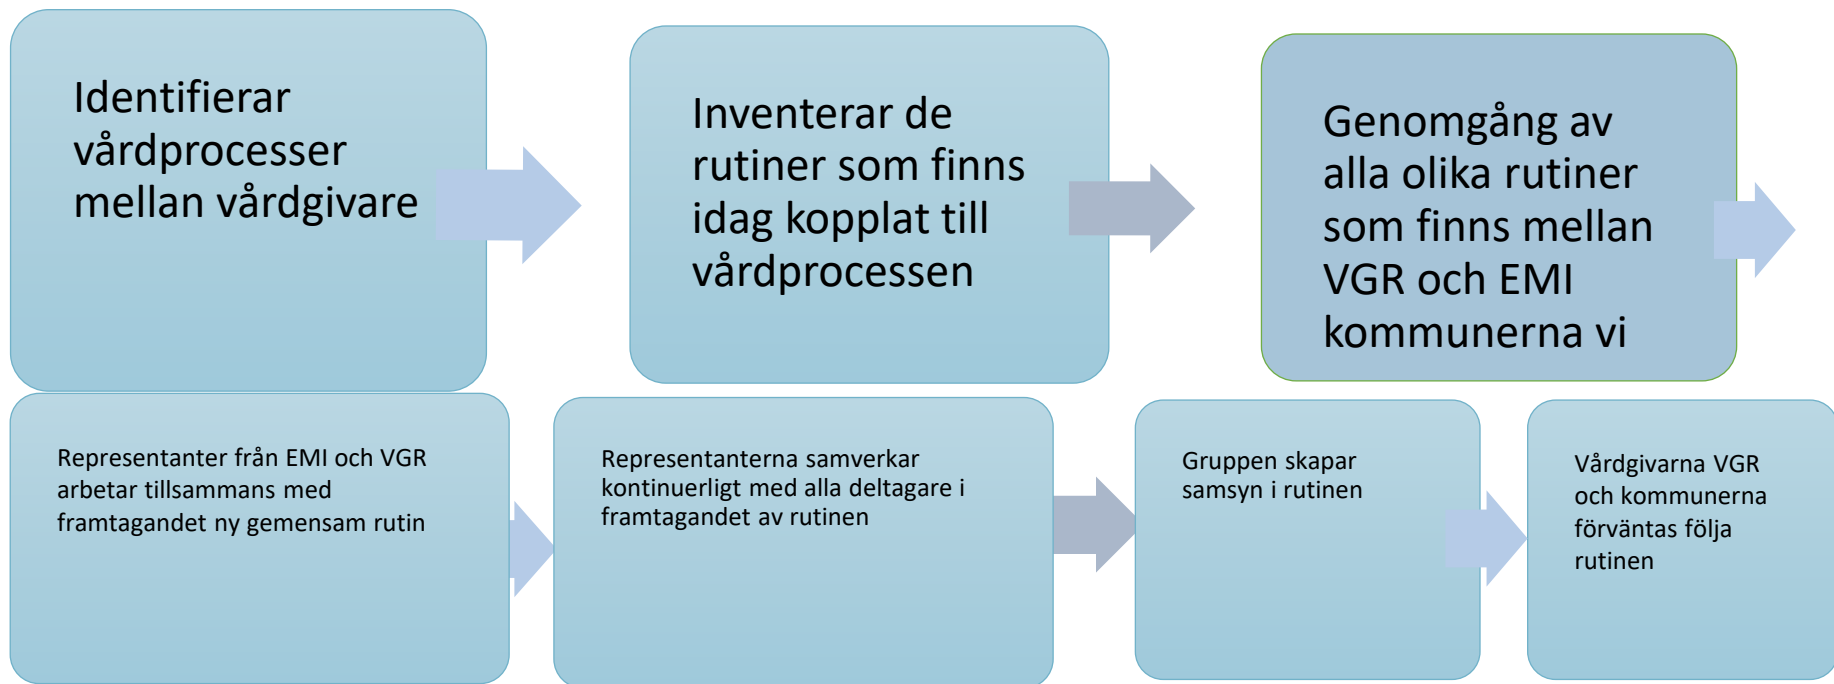 Identifierar
vårdprocesser
mellan vårdgivare
Inventerar de
rutiner som finns
idag kopplat till
vårdprocessen
Genomgång av
alla olika rutiner
som finns mellan
VGR och EMI
kommunerna vi
Representanter från EMI och VGR
arbetar tillsammans med
framtagandet ny gemensam rutin
Representanterna samverkar
kontinuerligt med alla deltagare i
framtagandet av rutinen
Gruppen skapar
samsyn i rutinen
Vårdgivarna VGR
och kommunerna
förväntas följa
rutinen